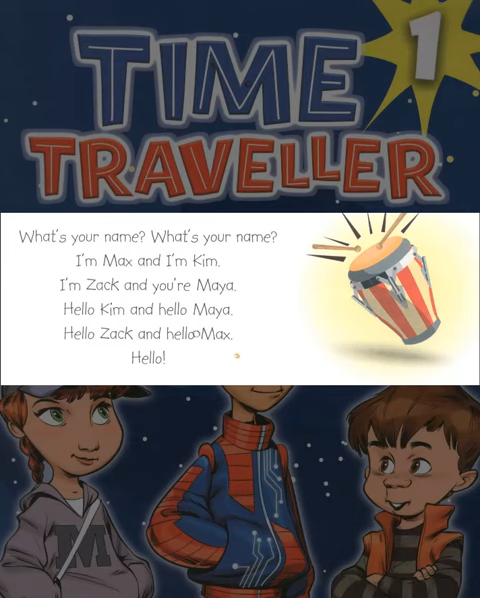 TIME
1
TRAVELLER
What's your name? What's your name?
I'm Max and I'm Kim.
I'm Zack and you're Maya.
Hello Kim and hello Maya.
Hello Zack and hello Max.
Hello!
M